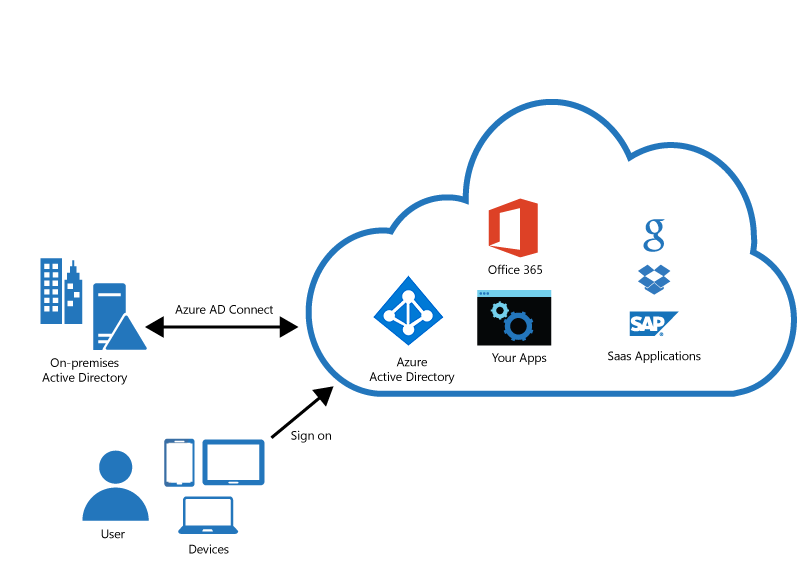 Office 365
g
SAP
Azure AD Connect
Your Apps
Saas Applications
On-premises
Active Directory
Azure
Active Directory
Sign on
User
Devices